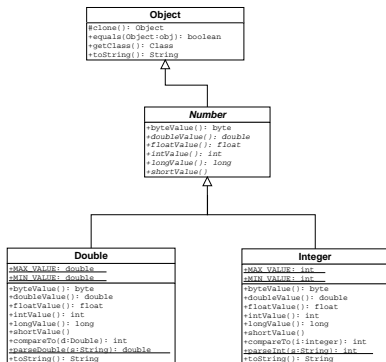 Object
#clone(): Object
+equals(Object:obj): boolean
+getClass(): Class
+toString(): String
Number
+byteValue(): byte
+doubleValue(): double
+floatValue(): float
+intValue(): int
+longValue(): long
+shortValue()
Double
+MAX_VALUE: double
+MIN_VALUE: double
+byteValue(): byte
+doubleValue(): double
+floatValue(): float
+intValue(): int
+longValue(): long
+shortValue()
+compareTo(d:Double): int
+parseDouble(s:String): double
+toString(): String
Integer
+MAX_VALUE: int
+MIN_VALUE: int
+byteValue(): byte
+doubleValue(): double
+floatValue(): float
+intValue(): int
+longValue(): long
+shortValue()
+compareTo(i:integer): int
+parseInt(s:String): int
+toString(): String